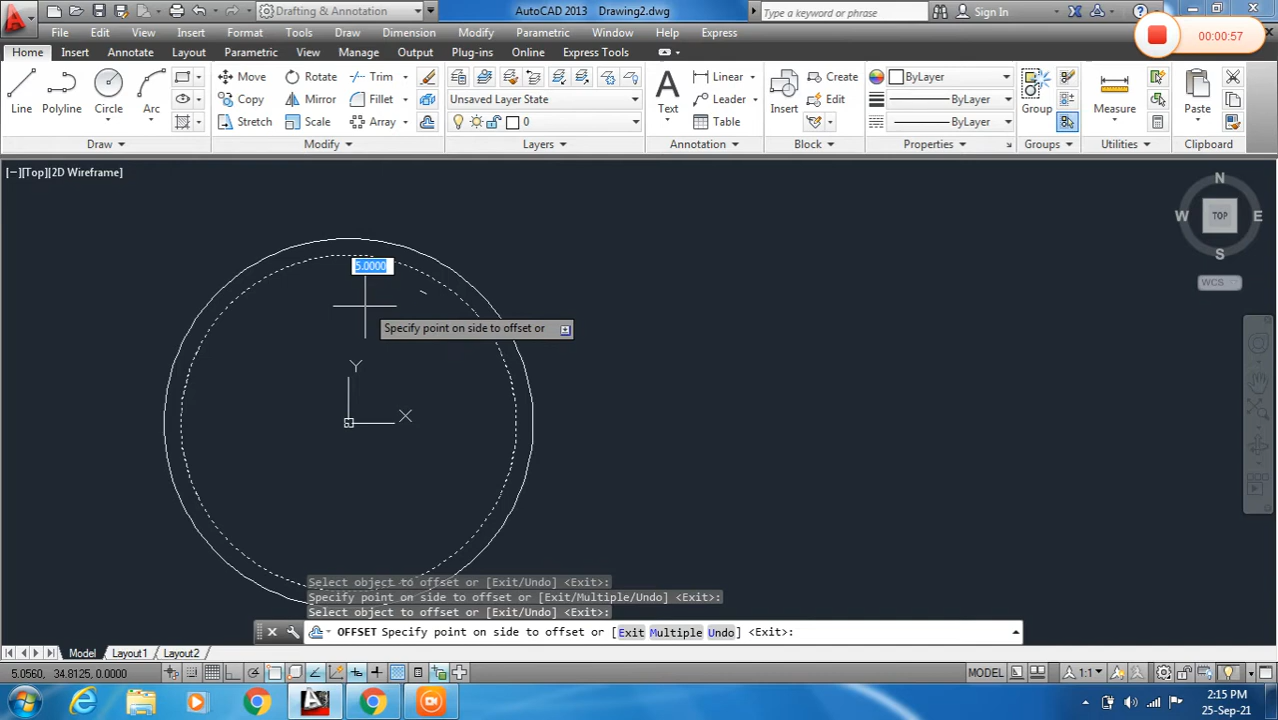 AutoCAD 2013 Drawing2.dwg
Drafting & Annotation
Type a keyword or phrase
Sign In
File Edit View Insert Format Tools Draw Dimension Modify Parametric Window Help Express
00:00:57
Home Insert Annotate Layout Parametric View Manage Output Plug-ins Online Express Tools
Line Polyline Circle Arc
Move Rotate Trim
Copy Mirror Fillet
Stretch Scale Array
Unsaved Layer State
0
Text
Linear
Leader
Table
Insert
Create
Edit
ByLayer
ByLayer
ByLayer
Group
Measure
Paste
Draw Modify Layers Annotation Block Properties Groups Utilities Clipboard
[−][Top][2D Wireframe]
N
W TOP E
S
WCS
5.0000
Specify point on side to offset or
Y
X
Select object to offset or [Exit/Undo] <Exit>:
Specify point on side to offset or [Exit/Multiple/Undo] <Exit>:
Select object to offset or [Exit/Undo] <Exit>:
OFFSET Specify point on side to offset or [Exit Multiple Undo] <Exit>:
Model Layout1 Layout2
5.0560, 34.8125, 0.0000
MODEL
1:1
2:15 PM
25-Sep-21